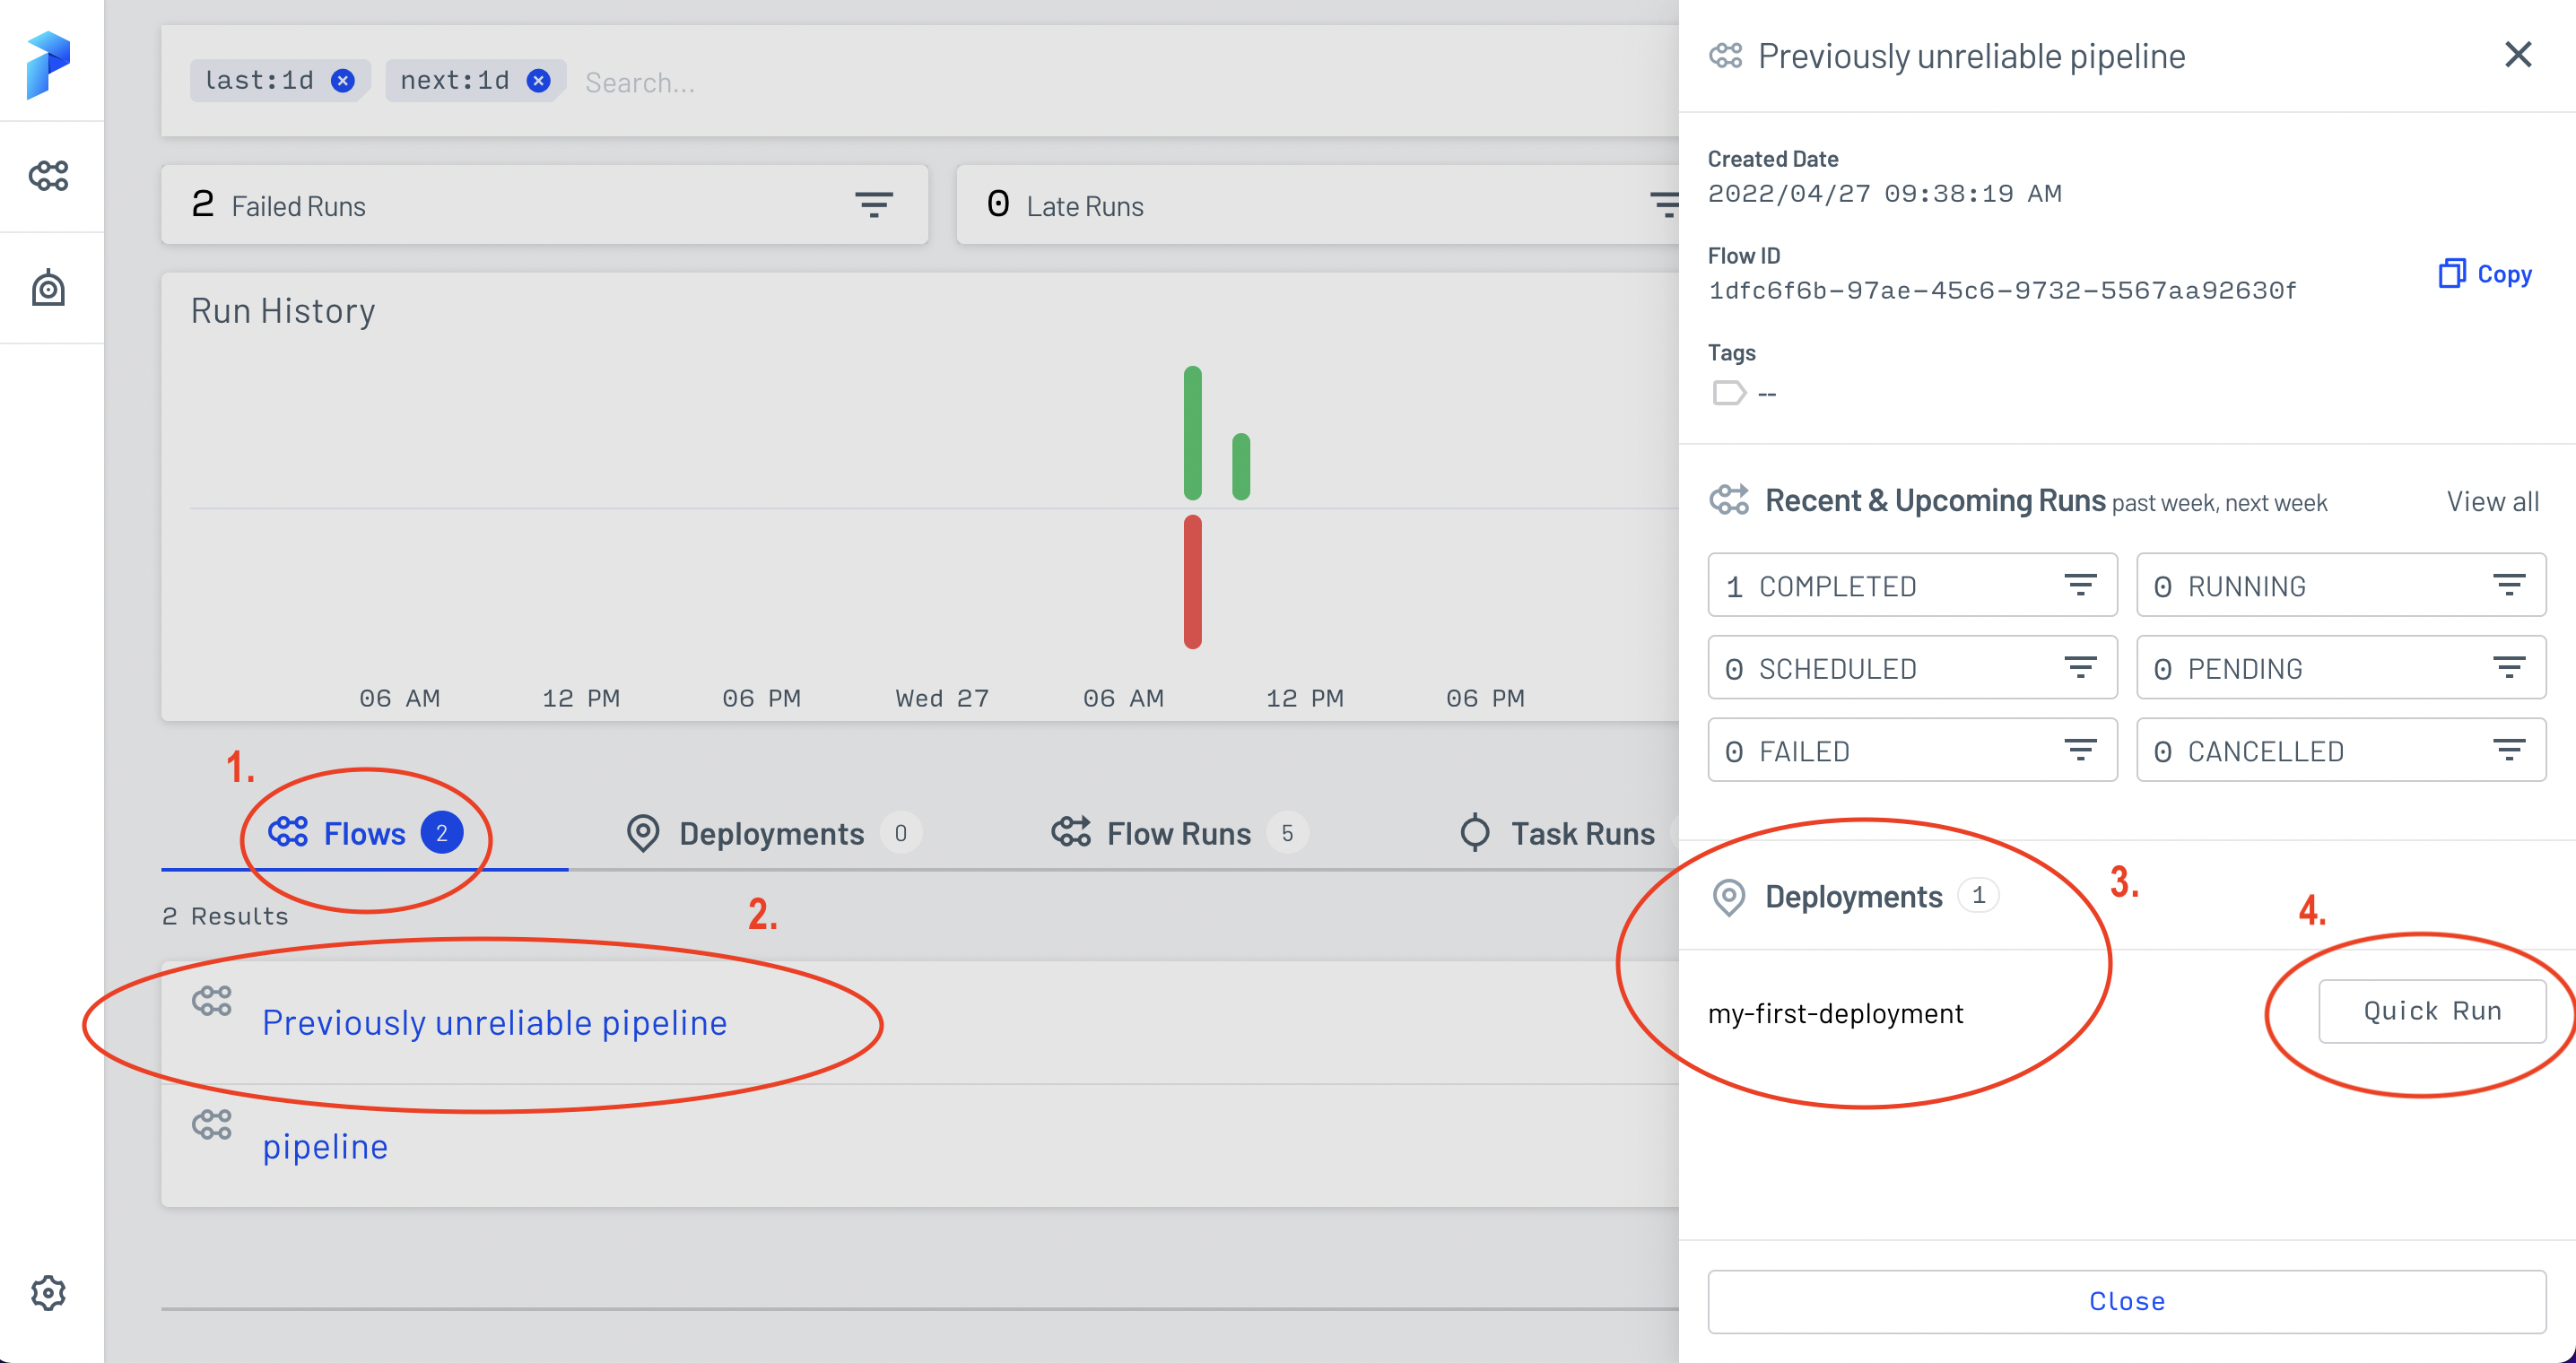 last:1d
next:1d
Search...
2 Failed Runs
0 Late Runs
Run History
06 AM
12 PM
06 PM
Wed 27
06 AM
12 PM
06 PM
1.
Flows 2
Deployments 0
Flow Runs 5
Task Runs
2 Results
2.
Previously unreliable pipeline
pipeline
Previously unreliable pipeline
Created Date
2022/04/27 09:38:19 AM
Flow ID
1dfc6f6b-97ae-45c6-9732-5567aa92630f
Copy
Tags
--
Recent & Upcoming Runs past week, next week
View all
1 COMPLETED
0 RUNNING
0 SCHEDULED
0 PENDING
0 FAILED
0 CANCELLED
3.
Deployments 1
4.
my-first-deployment
Quick Run
Close